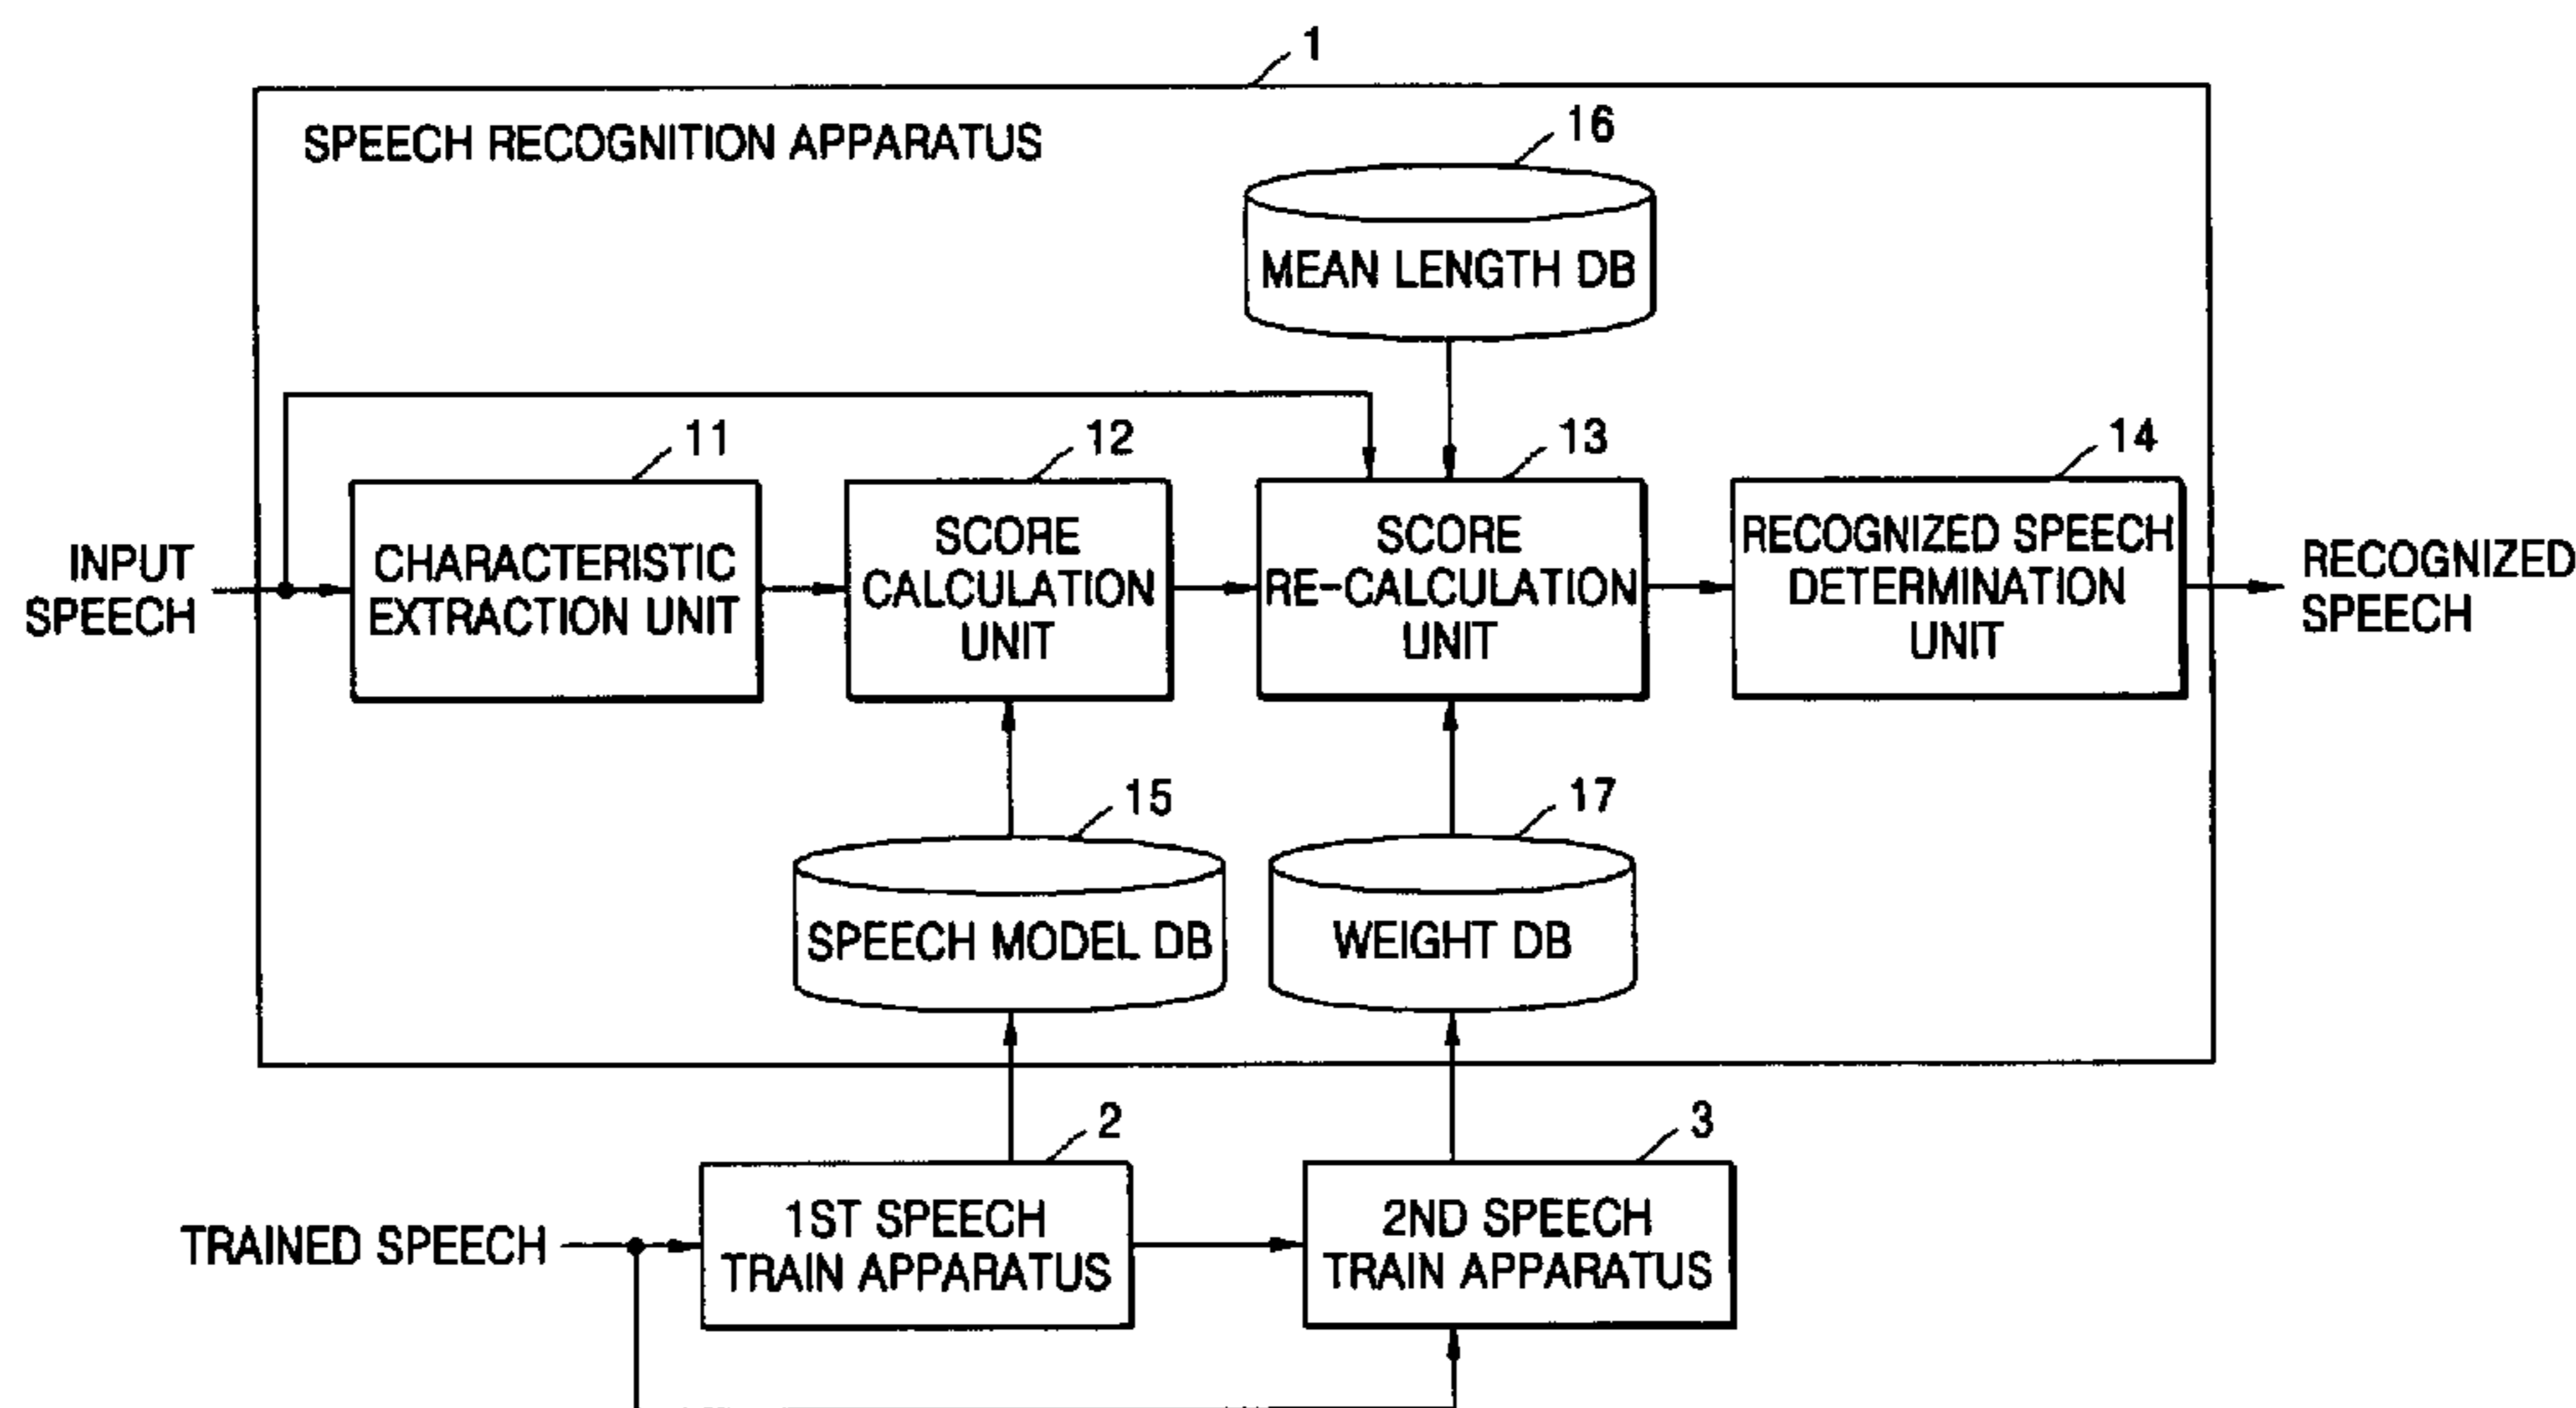 1
SPEECH RECOGNITION APPARATUS
16
MEAN LENGTH DB
11
12
13
14
INPUT
SPEECH
CHARACTERISTIC
EXTRACTION UNIT
SCORE
CALCULATION
UNIT
SCORE
RE-CALCULATION
UNIT
RECOGNIZED SPEECH
DETERMINATION
UNIT
RECOGNIZED
SPEECH
15
17
SPEECH MODEL DB
WEIGHT DB
2
3
TRAINED SPEECH
1ST SPEECH
TRAIN APPARATUS
2ND SPEECH
TRAIN APPARATUS